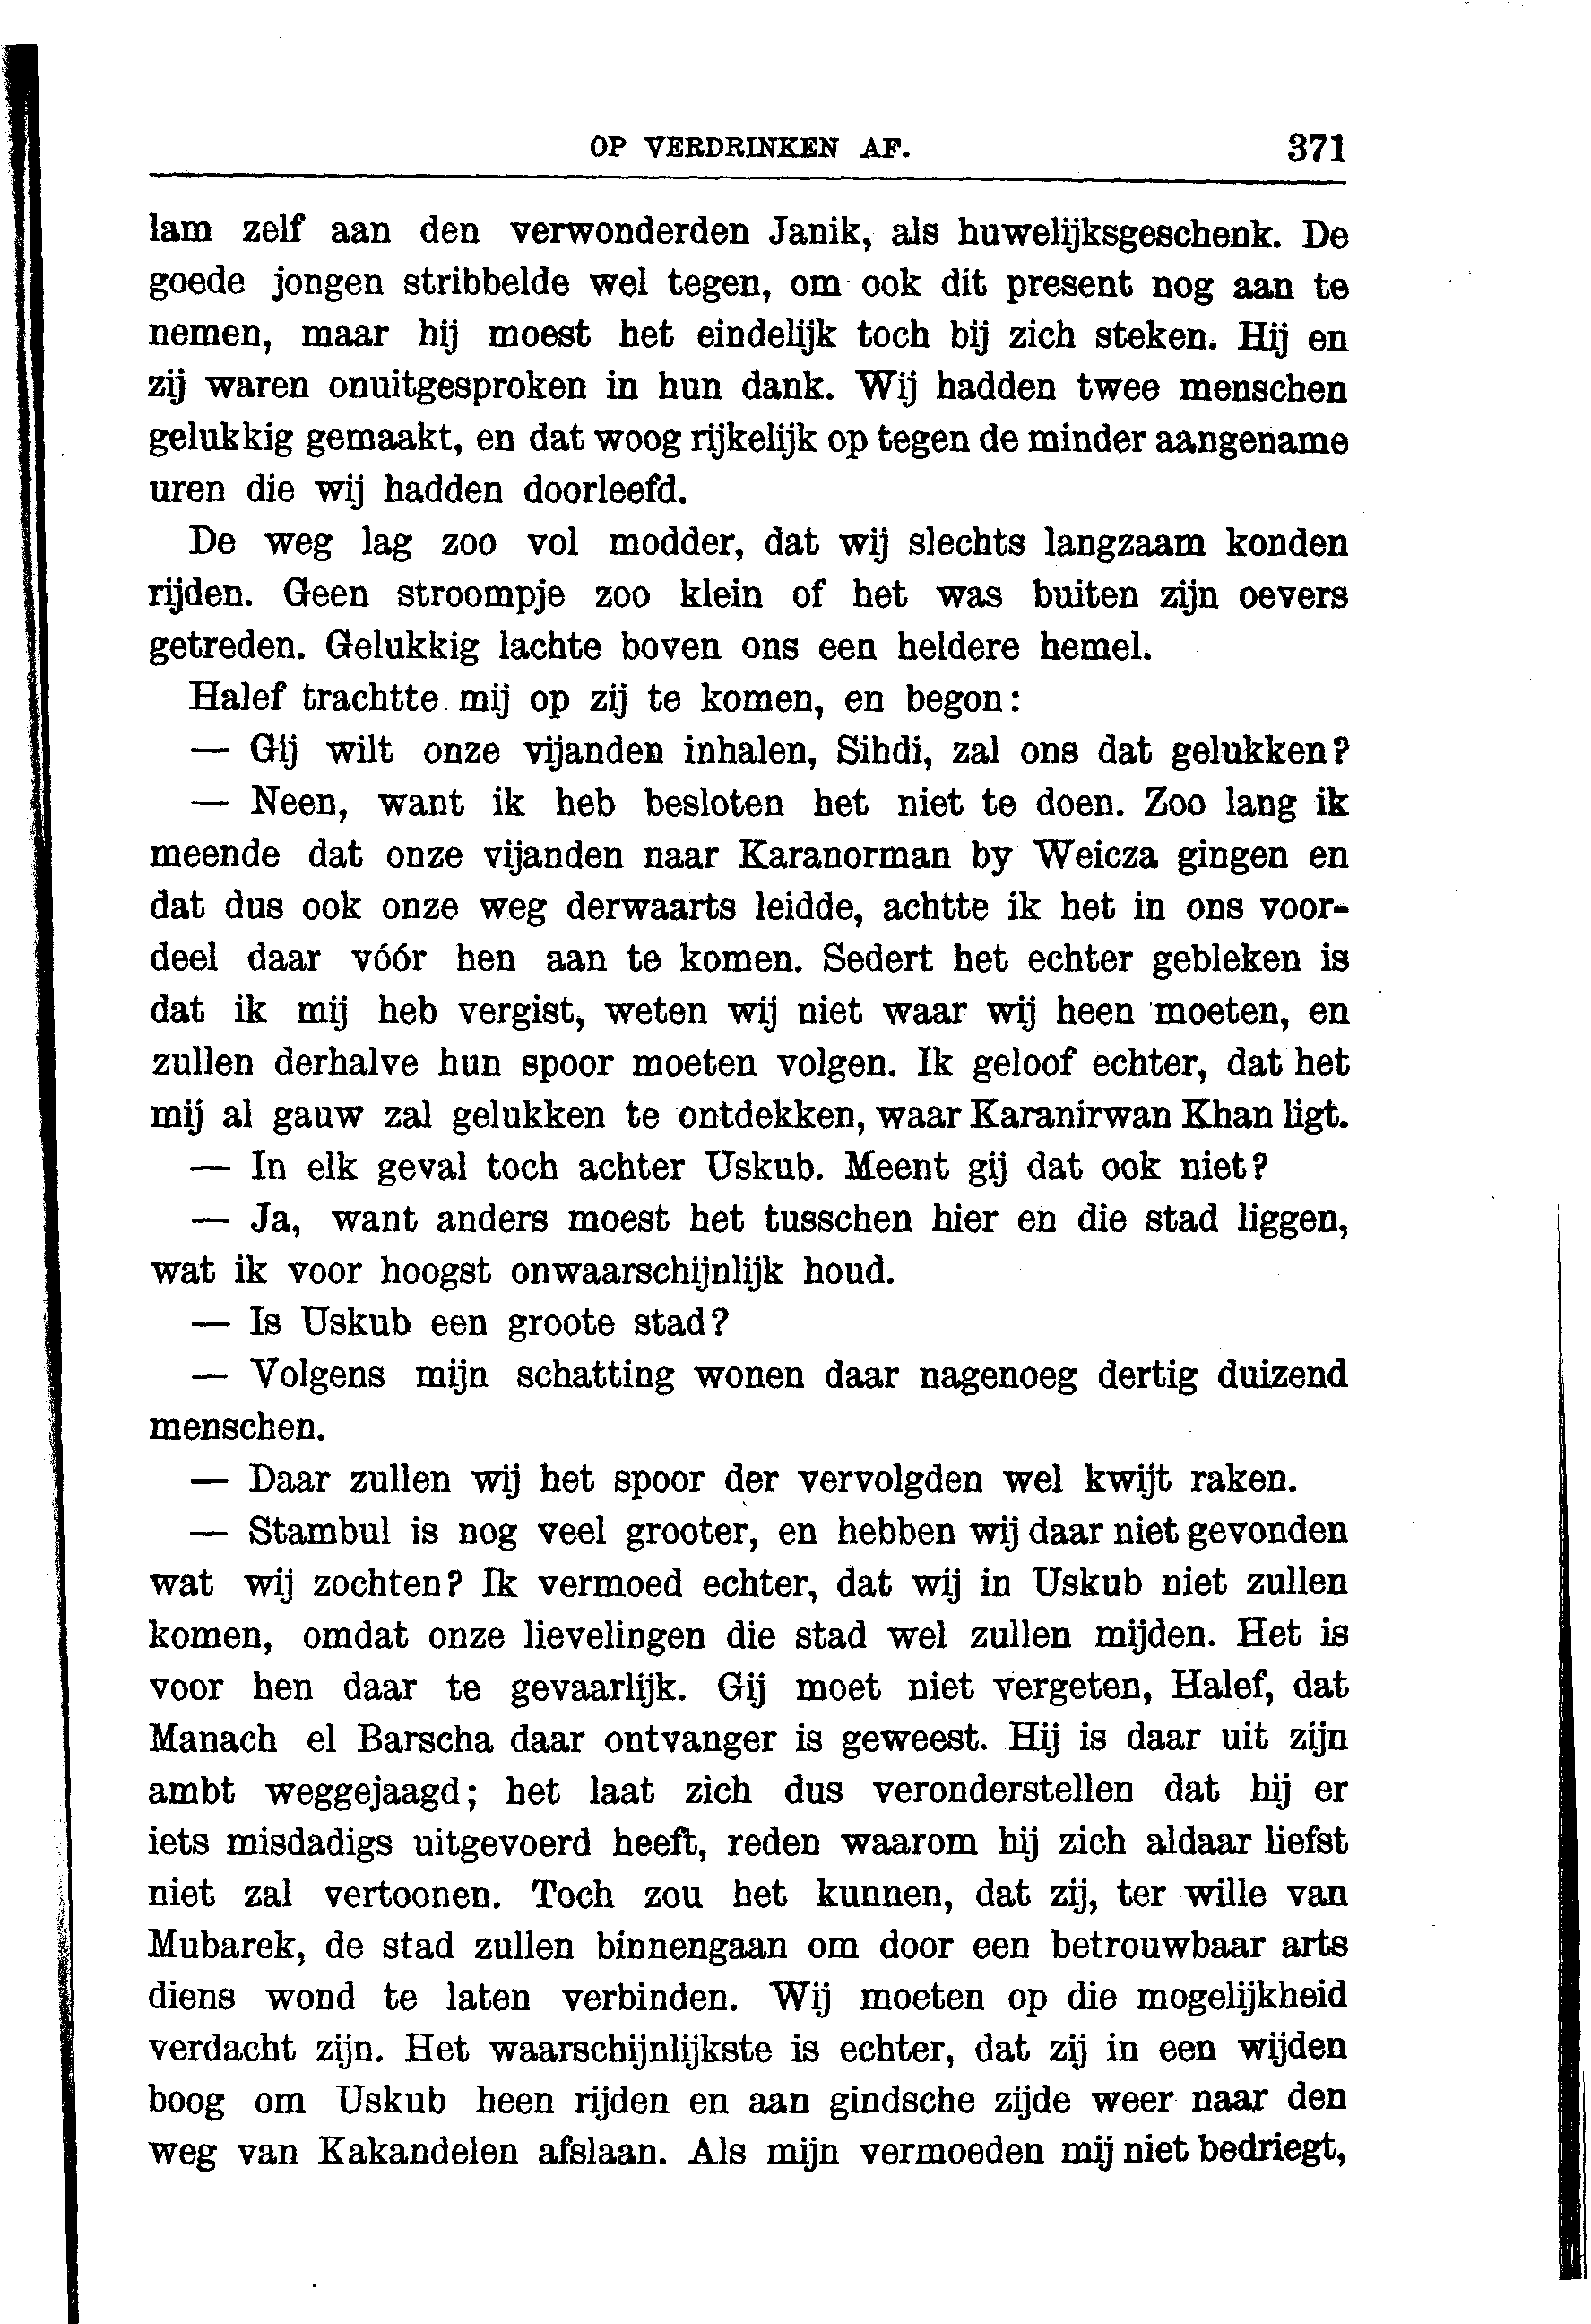 OP VERDRINKEN AF. 371
lam zelf aan den verwonderden Janik, als huwelijksgeschenk. De
goede jongen stribbelde wel tegen, om ook dit present nog aan te
nemen, maar hij moest het eindelijk toch bij zich steken. Hij en
zij waren onuitgesproken in hun dank. Wij hadden twee menschen
gelukkig gemaakt, en dat woog rijkelijk op tegen de minder aangename
uren die wij hadden doorleefd.
De weg lag zoo vol modder, dat wij slechts langzaam konden
rijden. Geen stroompje zoo klein of het was buiten zijn oevers
getreden. Gelukkig lachte boven ons een heldere hemel.
Halef trachtte mij op zij te komen, en begon:
— Gij wilt onze vijanden inhalen, Sihdi, zal ons dat gelukken?
— Neen, want ik heb besloten het niet te doen. Zoo lang ik
meende dat onze vijanden naar Karanorman by Weicza gingen en
dat dus ook onze weg derwaarts leidde, achtte ik het in ons voor-
deel daar vóór hen aan te komen. Sedert het echter gebleken is
dat ik mij heb vergist, weten wij niet waar wij heen moeten, en
zullen derhalve hun spoor moeten volgen. Ik geloof echter, dat het
mij al gauw zal gelukken te ontdekken, waar Karanirwan Khan ligt.
— In elk geval toch achter Uskub. Meent gij dat ook niet?
— Ja, want anders moest het tusschen hier en die stad liggen,
wat ik voor hoogst onwaarschijnlijk houd.
— Is Uskub een groote stad?
— Volgens mijn schatting wonen daar nagenoeg dertig duizend
menschen.
— Daar zullen wij het spoor der vervolgden wel kwijt raken.
— Stambul is nog veel grooter, en hebben wij daar niet gevonden
wat wij zochten? Ik vermoed echter, dat wij in Uskub niet zullen
komen, omdat onze lievelingen die stad wel zullen mijden. Het is
voor hen daar te gevaarlijk. Gij moet niet vergeten, Halef, dat
Manach el Barscha daar ontvanger is geweest. Hij is daar uit zijn
ambt weggejaagd; het laat zich dus veronderstellen dat hij er
iets misdadigs uitgevoerd heeft, reden waarom hij zich aldaar liefst
niet zal vertoonen. Toch zou het kunnen, dat zij, ter wille van
Mubarek, de stad zullen binnengaan om door een betrouwbaar arts
diens wond te laten verbinden. Wij moeten op die mogelijkheid
verdacht zijn. Het waarschijnlijkste is echter, dat zij in een wijden
boog om Uskub heen rijden en aan gindsche zijde weer naar den
weg van Kakandelen afslaan. Als mijn vermoeden mij niet bedriegt,